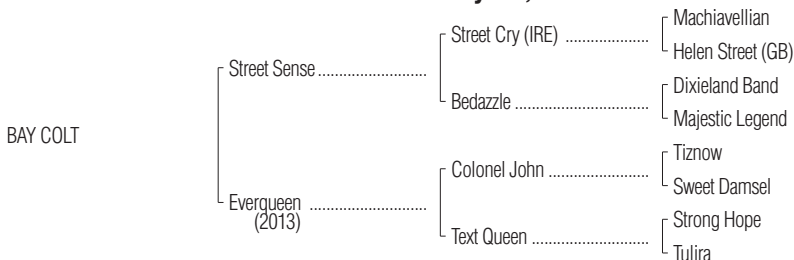 Machiavellian
Street Cry (IRE) ....................
Helen Street (GB)
Street Sense..........................
Dixieland Band
Bedazzle ................................
Majestic Legend
BAY COLT
Tiznow
Colonel John ........................
Sweet Damsel
Everqueen ............................
(2013)
Strong Hope
Text Queen ............................
Tulira